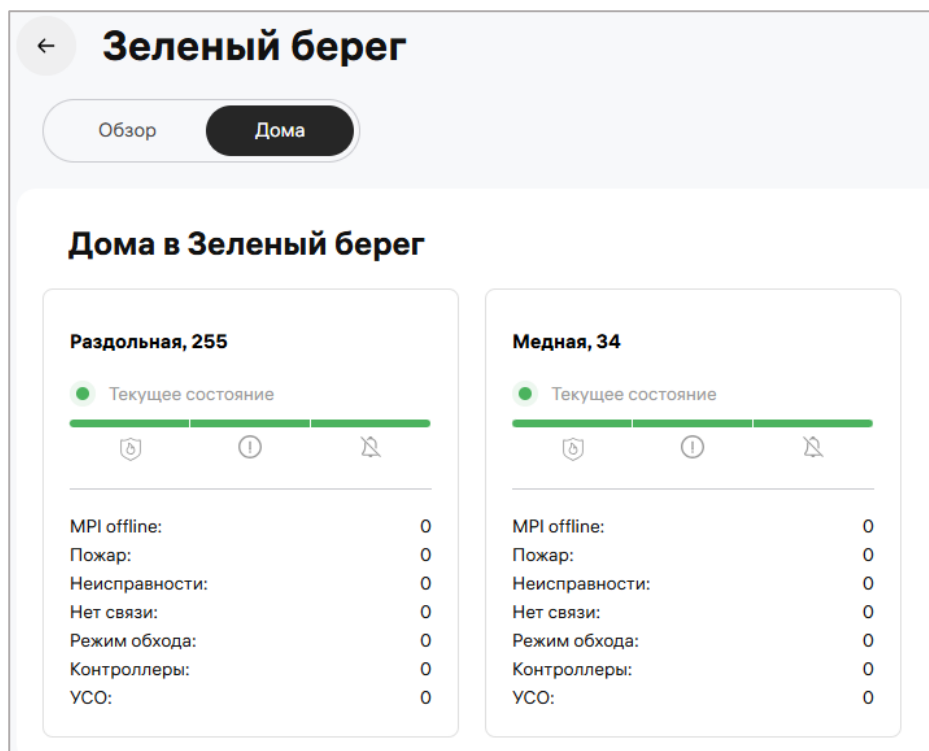 Зеленый берег
Обзор Дома
Дома в Зеленый берег
Раздольная, 255
Текущее состояние
MPI offline: 0
Пожар: 0
Неисправности: 0
Нет связи: 0
Режим обхода: 0
Контроллеры: 0
УСО: 0
Медная, 34
Текущее состояние
MPI offline: 0
Пожар: 0
Неисправности: 0
Нет связи: 0
Режим обхода: 0
Контроллеры: 0
УСО: 0